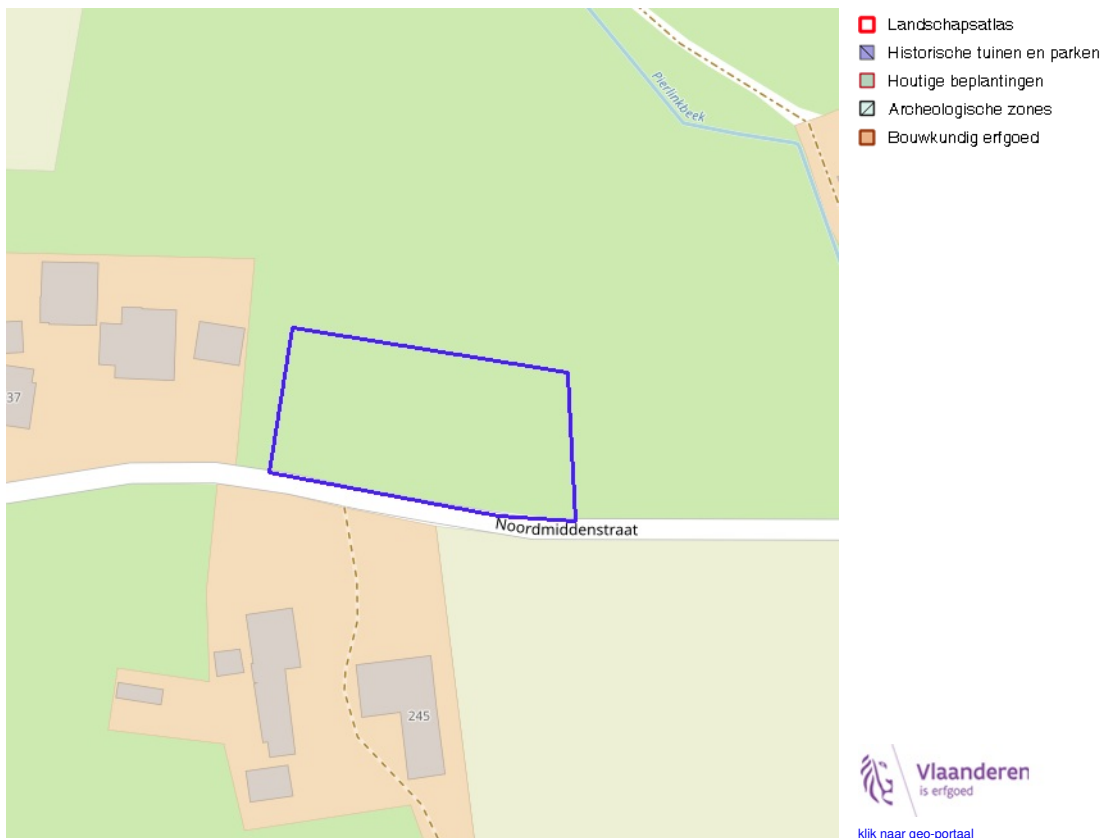 Landschapsatlas
Historische tuinen en parken
Houtige beplantingen
Archeologische zones
Bouwkundig erfgoed
Pierlinkbeek
37
Noordmiddenstraat
245
Vlaanderen
is erfgoed
klik naar geo-portaal